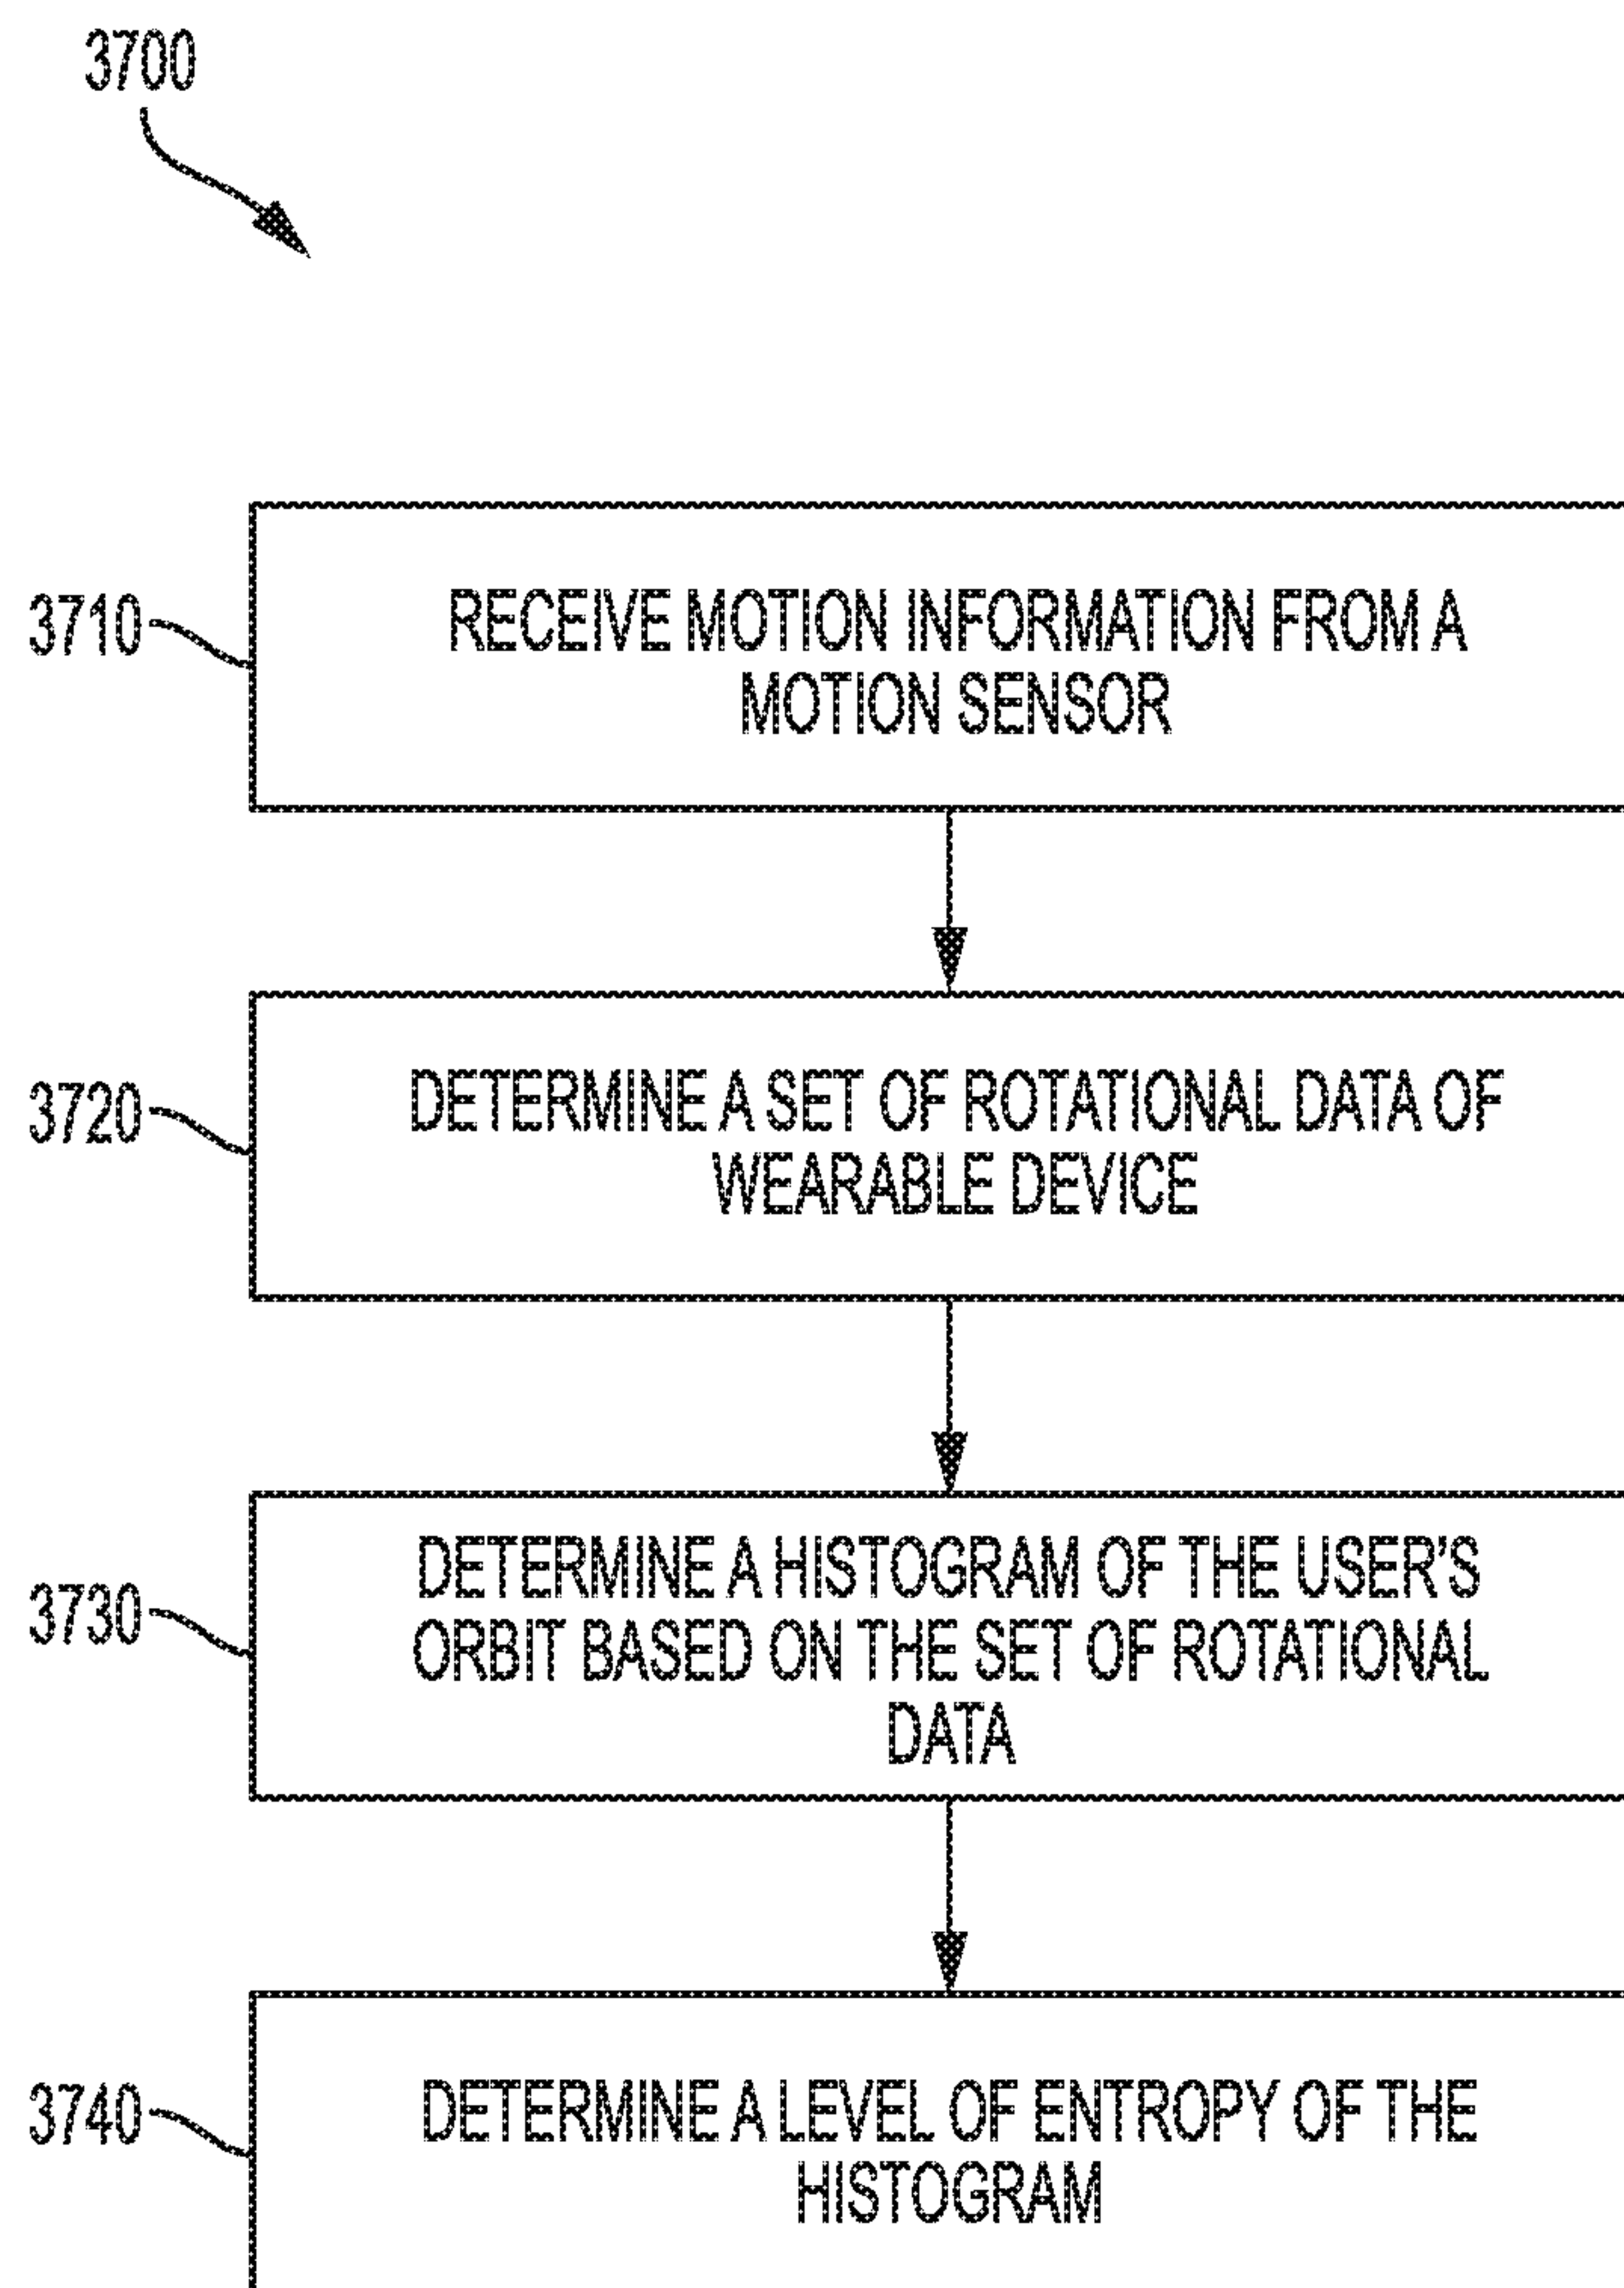 3700
3710
RECEIVE MOTION INFORMATION FROM A
MOTION SENSOR
3720
DETERMINE A SET OF ROTATIONAL DATA OF
WEARABLE DEVICE
3730
DETERMINE A HISTOGRAM OF THE USER'S
ORBIT BASED ON THE SET OF ROTATIONAL
DATA
3740
DETERMINE A LEVEL OF ENTROPY OF THE
HISTOGRAM